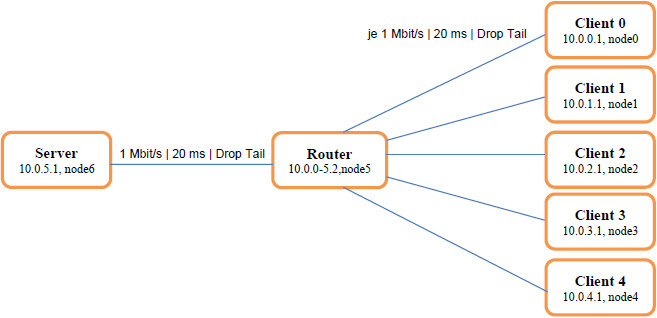 Client 0
10.0.0.1, node0
je 1 Mbit/s | 20 ms | Drop Tail
Client 1
10.0.1.1, node1
Server
10.0.5.1, node6
1 Mbit/s | 20 ms | Drop Tail
Router
10.0.0-5.2,node5
Client 2
10.0.2.1, node2
Client 3
10.0.3.1, node3
Client 4
10.0.4.1, node4